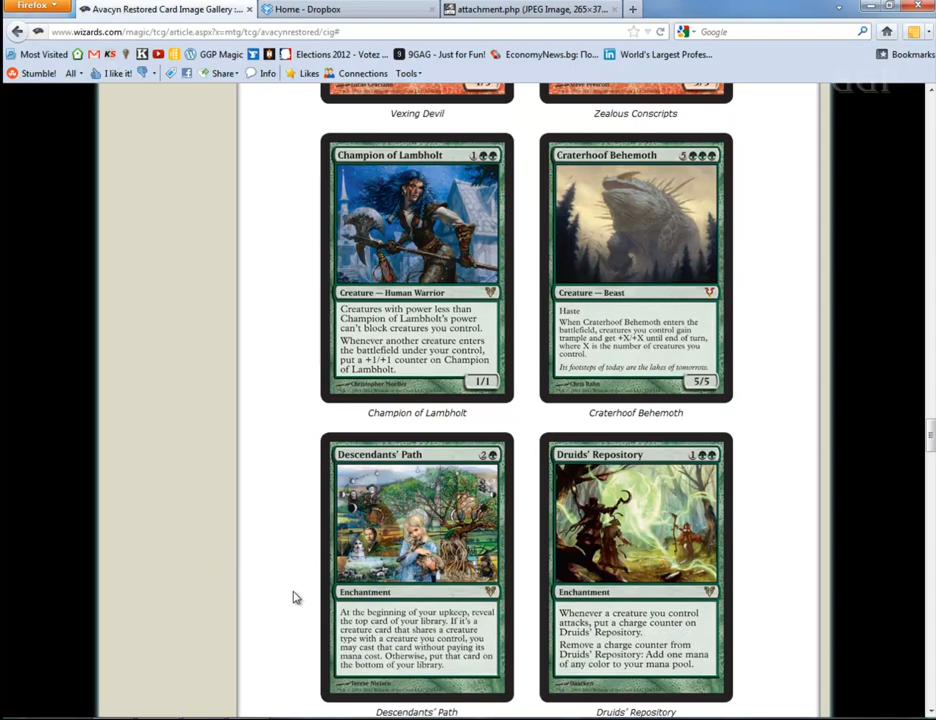 Firefox
Avacyn Restored Card Image Gallery : ...
Home - Dropbox
attachment.php (JPEG Image, 265×37...
www.wizards.com/magic/tcg/article.aspx?x=mtg/tcg/avacynrestored/cig#
Google
Most Visited
GGP Magic
Elections 2012 - Votez ...
9GAG - Just for Fun!
EconomyNews.bg: По...
World's Largest Profes...
Bookmarks
Stumble!
All
I like it!
Share
Info
Likes
Connections
Tools
Vexing Devil
Zealous Conscripts
Champion of Lambholt
1
Creature — Human Warrior
Creatures with power less than
Champion of Lambholt's power
can't block creatures you control.
Whenever another creature enters
the battlefield under your control,
put a +1/+1 counter on Champion
of Lambholt.
1/1
Champion of Lambholt
Craterhoof Behemoth
5
Creature — Beast
Haste
When Craterhoof Behemoth enters the
battlefield, creatures you control gain
trample and get +X/+X until end of turn,
where X is the number of creatures you
control.
Its footsteps of today are the lakes of tomorrow.
Chris Rahn
5/5
Craterhoof Behemoth
Descendants' Path
2
Enchantment
At the beginning of your upkeep, reveal
the top card of your library. If it's a
creature card that shares a creature
type with a creature you control, you
may cast that card without paying its
mana cost. Otherwise, put that card on
the bottom of your library.
Terese Nielsen
Descendants' Path
Druids' Repository
1
Enchantment
Whenever a creature you control
attacks, put a charge counter on
Druids' Repository.
Remove a charge counter from
Druids' Repository: Add one mana
of any color to your mana pool.
Daarken
Druids' Repository